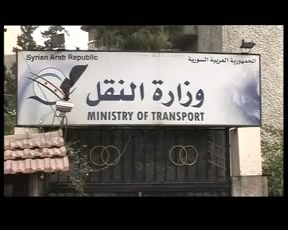 Syrian Arab Republic
الجمهورية العربية السورية
وزارة النقل
MINISTRY OF TRANSPORT